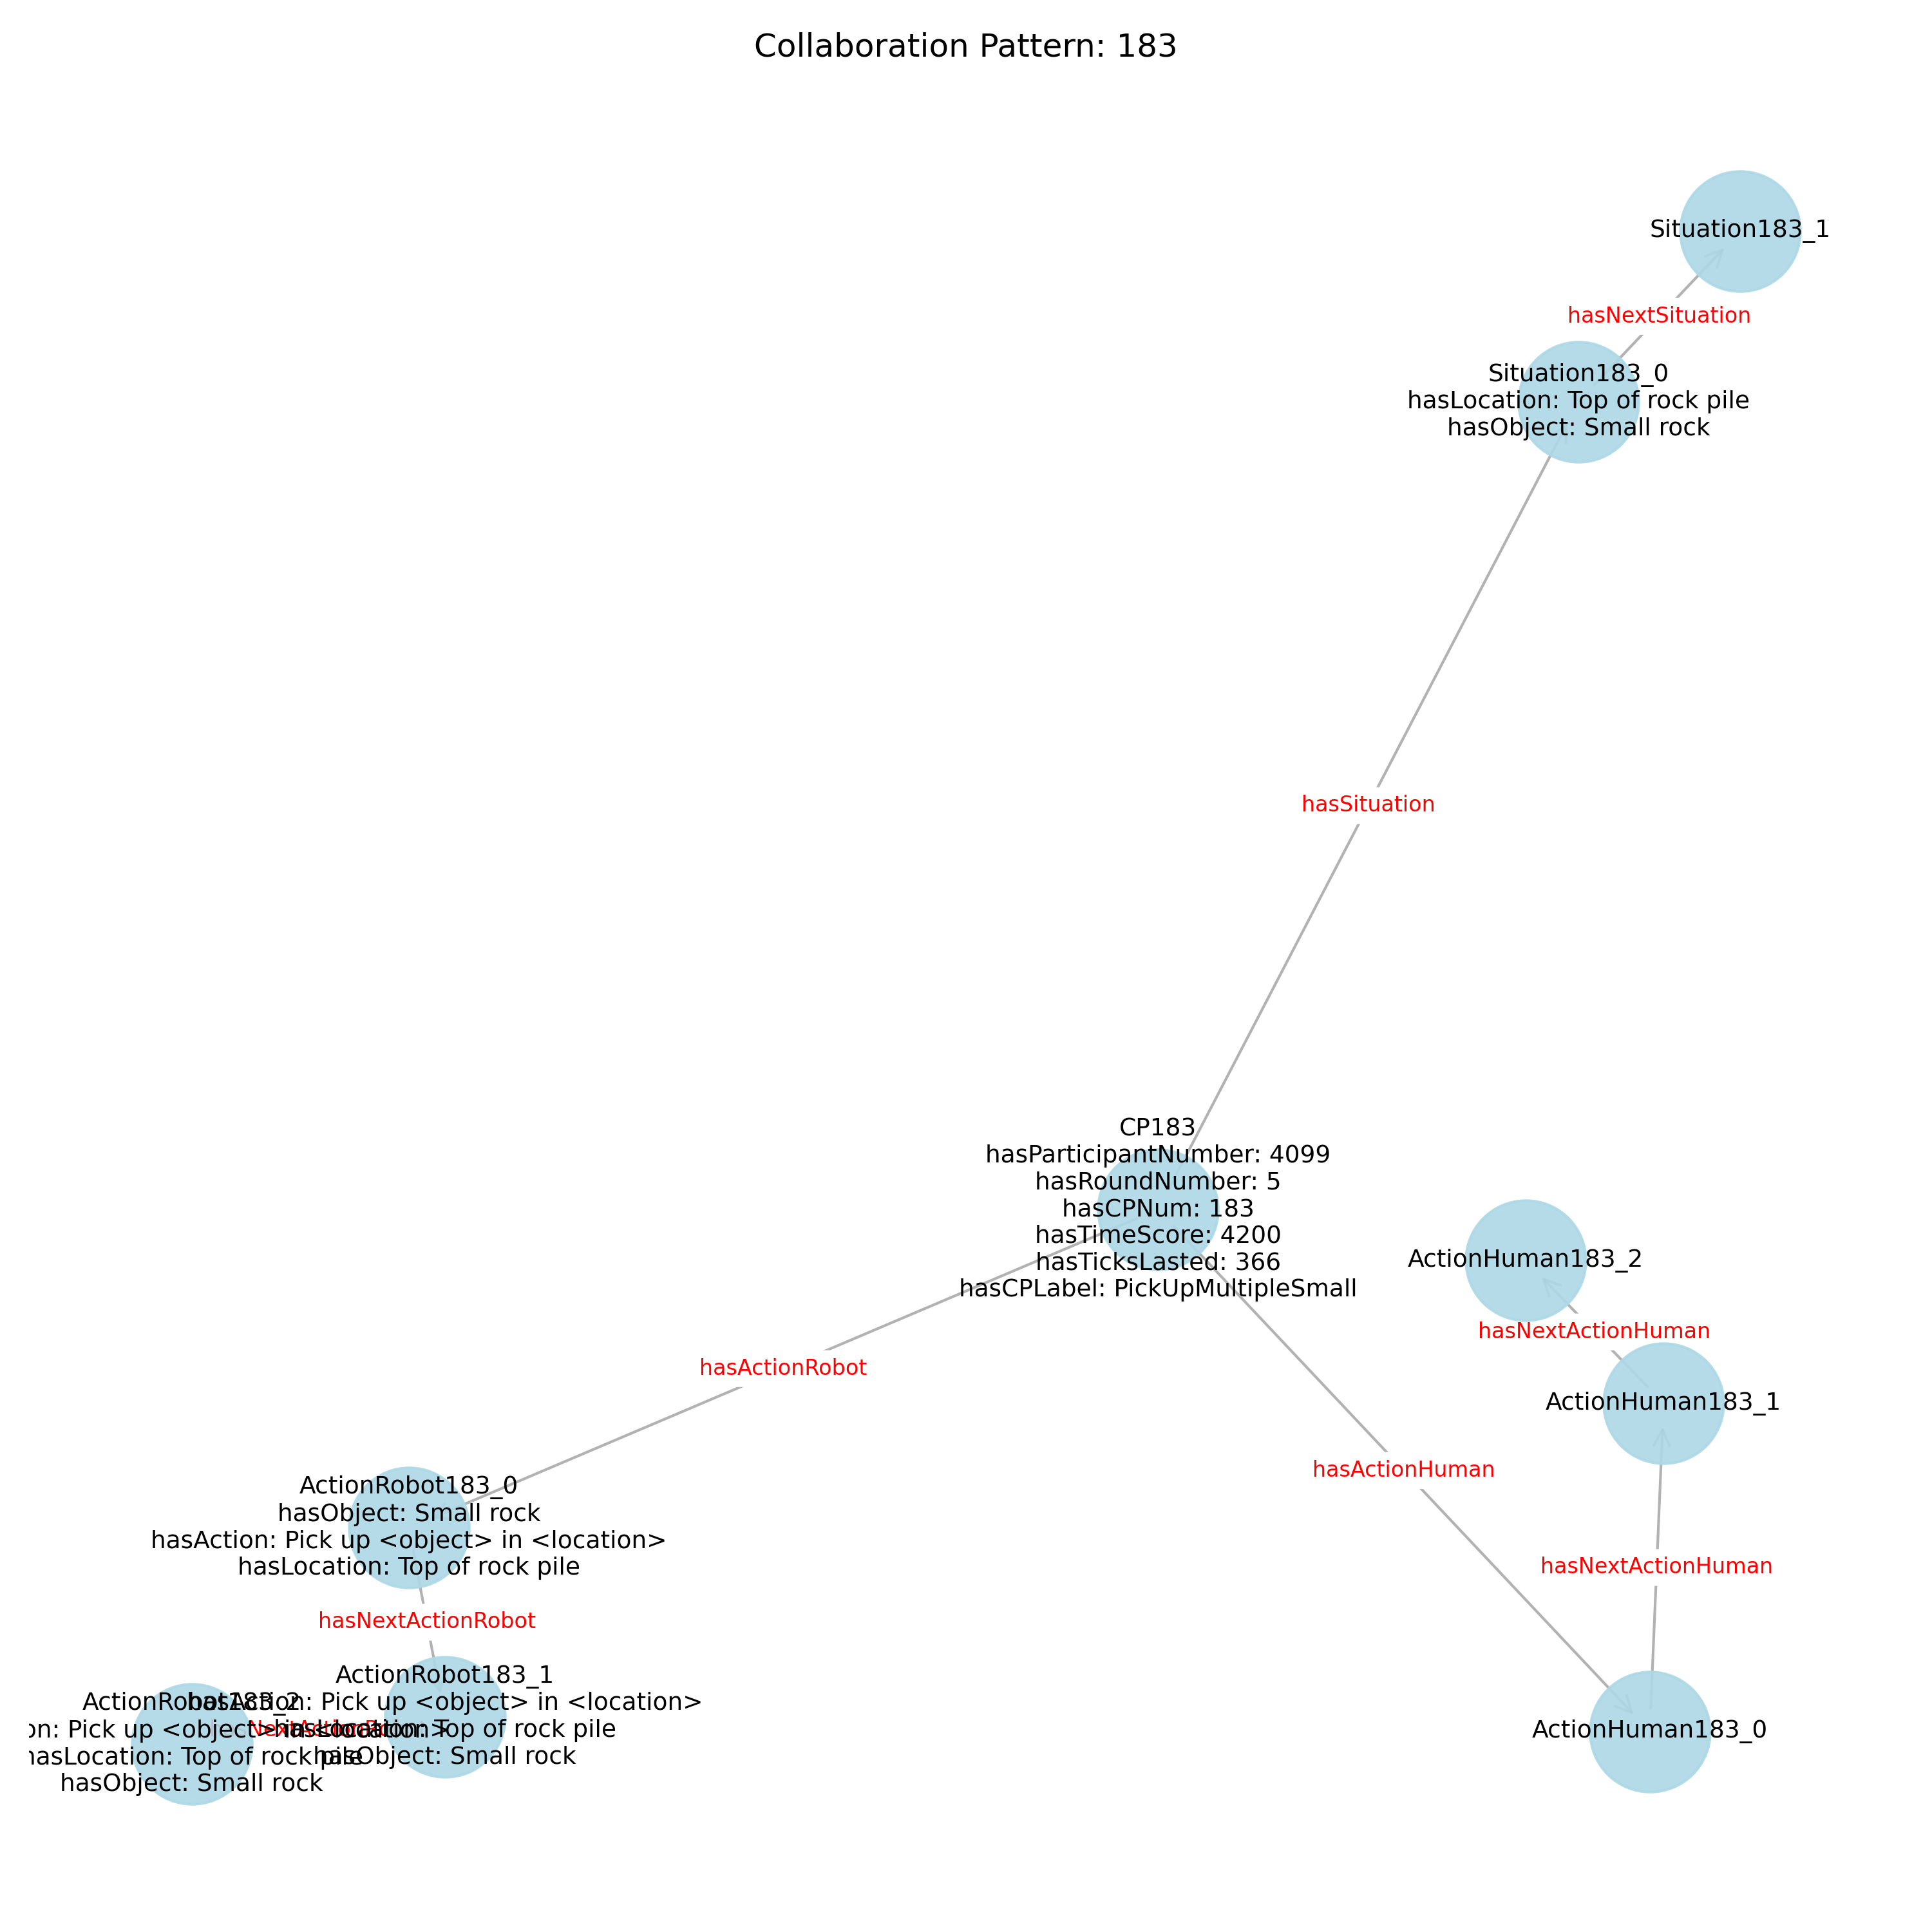 Collaboration Pattern: 183
Situation183_1
hasNextSituation
Situation183_0
hasLocation: Top of rock pile
hasObject: Small rock
hasSituation
CP183
hasParticipantNumber: 4099
hasRoundNumber: 5
hasCPNum: 183
hasTimeScore: 4200
hasTicksLasted: 366
hasCPLabel: PickUpMultipleSmall
ActionHuman183_2
hasNextActionHuman
ActionHuman183_1
hasActionRobot
hasActionHuman
ActionRobot183_0
hasObject: Small rock
hasAction: Pick up <object> in <location>
hasLocation: Top of rock pile
hasNextActionHuman
hasNextActionRobot
ActionRobot183_1
hasAction: Pick up <object> in <location>
hasLocation: Top of rock pile
hasObject: Small rock
ActionRobot183_2
on: Pick up <object> in <location>
hasLocation: Top of rock pile
hasObject: Small rock
ActionHuman183_0